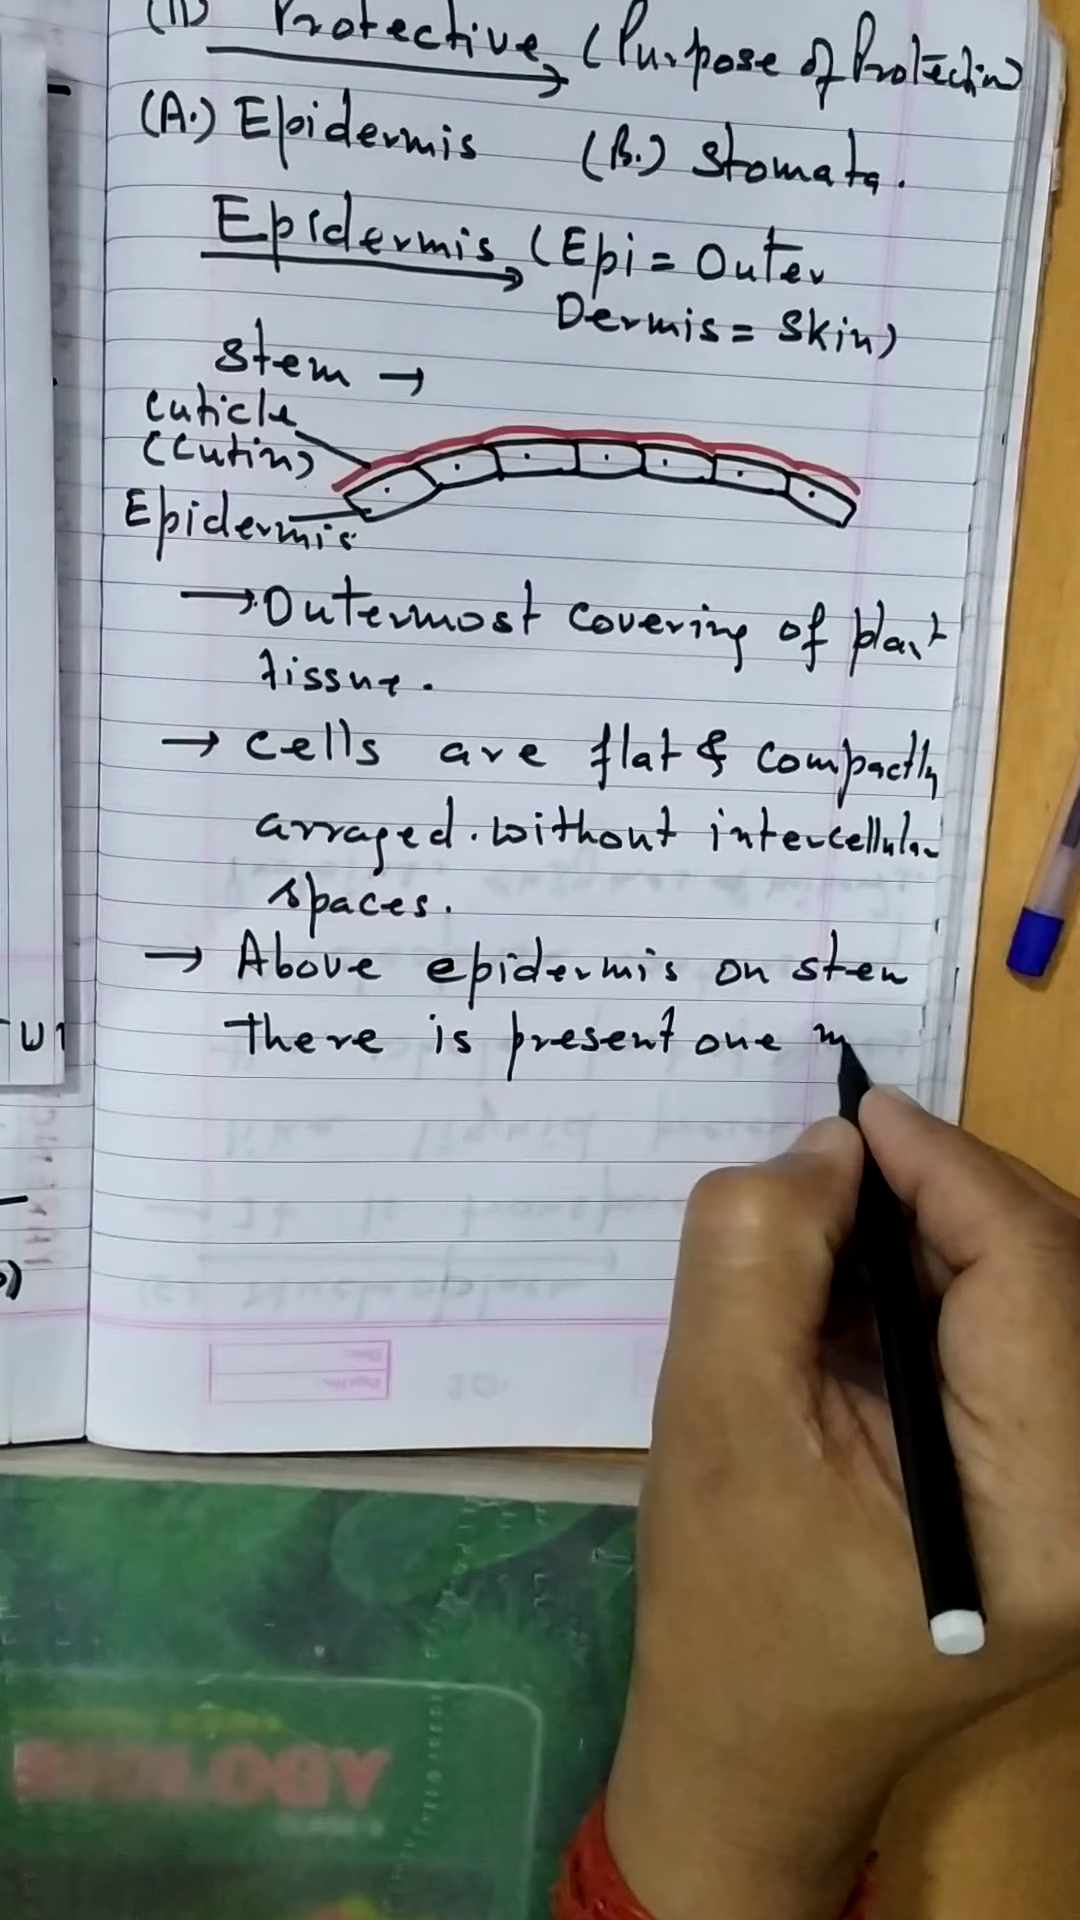 (II) Protective (Purpose of Protectin)
(A.) Epidermis (B.) Stomata.
Epidermis (Epi = Outer
Dermis = Skin)
Stem →
Cuticle
(Cutin)
Epidermis
→ Outermost covering of plant
tissue.
→ Cells are flat & compactly
arraged. without intercellular
spaces.
→ Above epidermis on stem
there is present one m
BIOLOGY